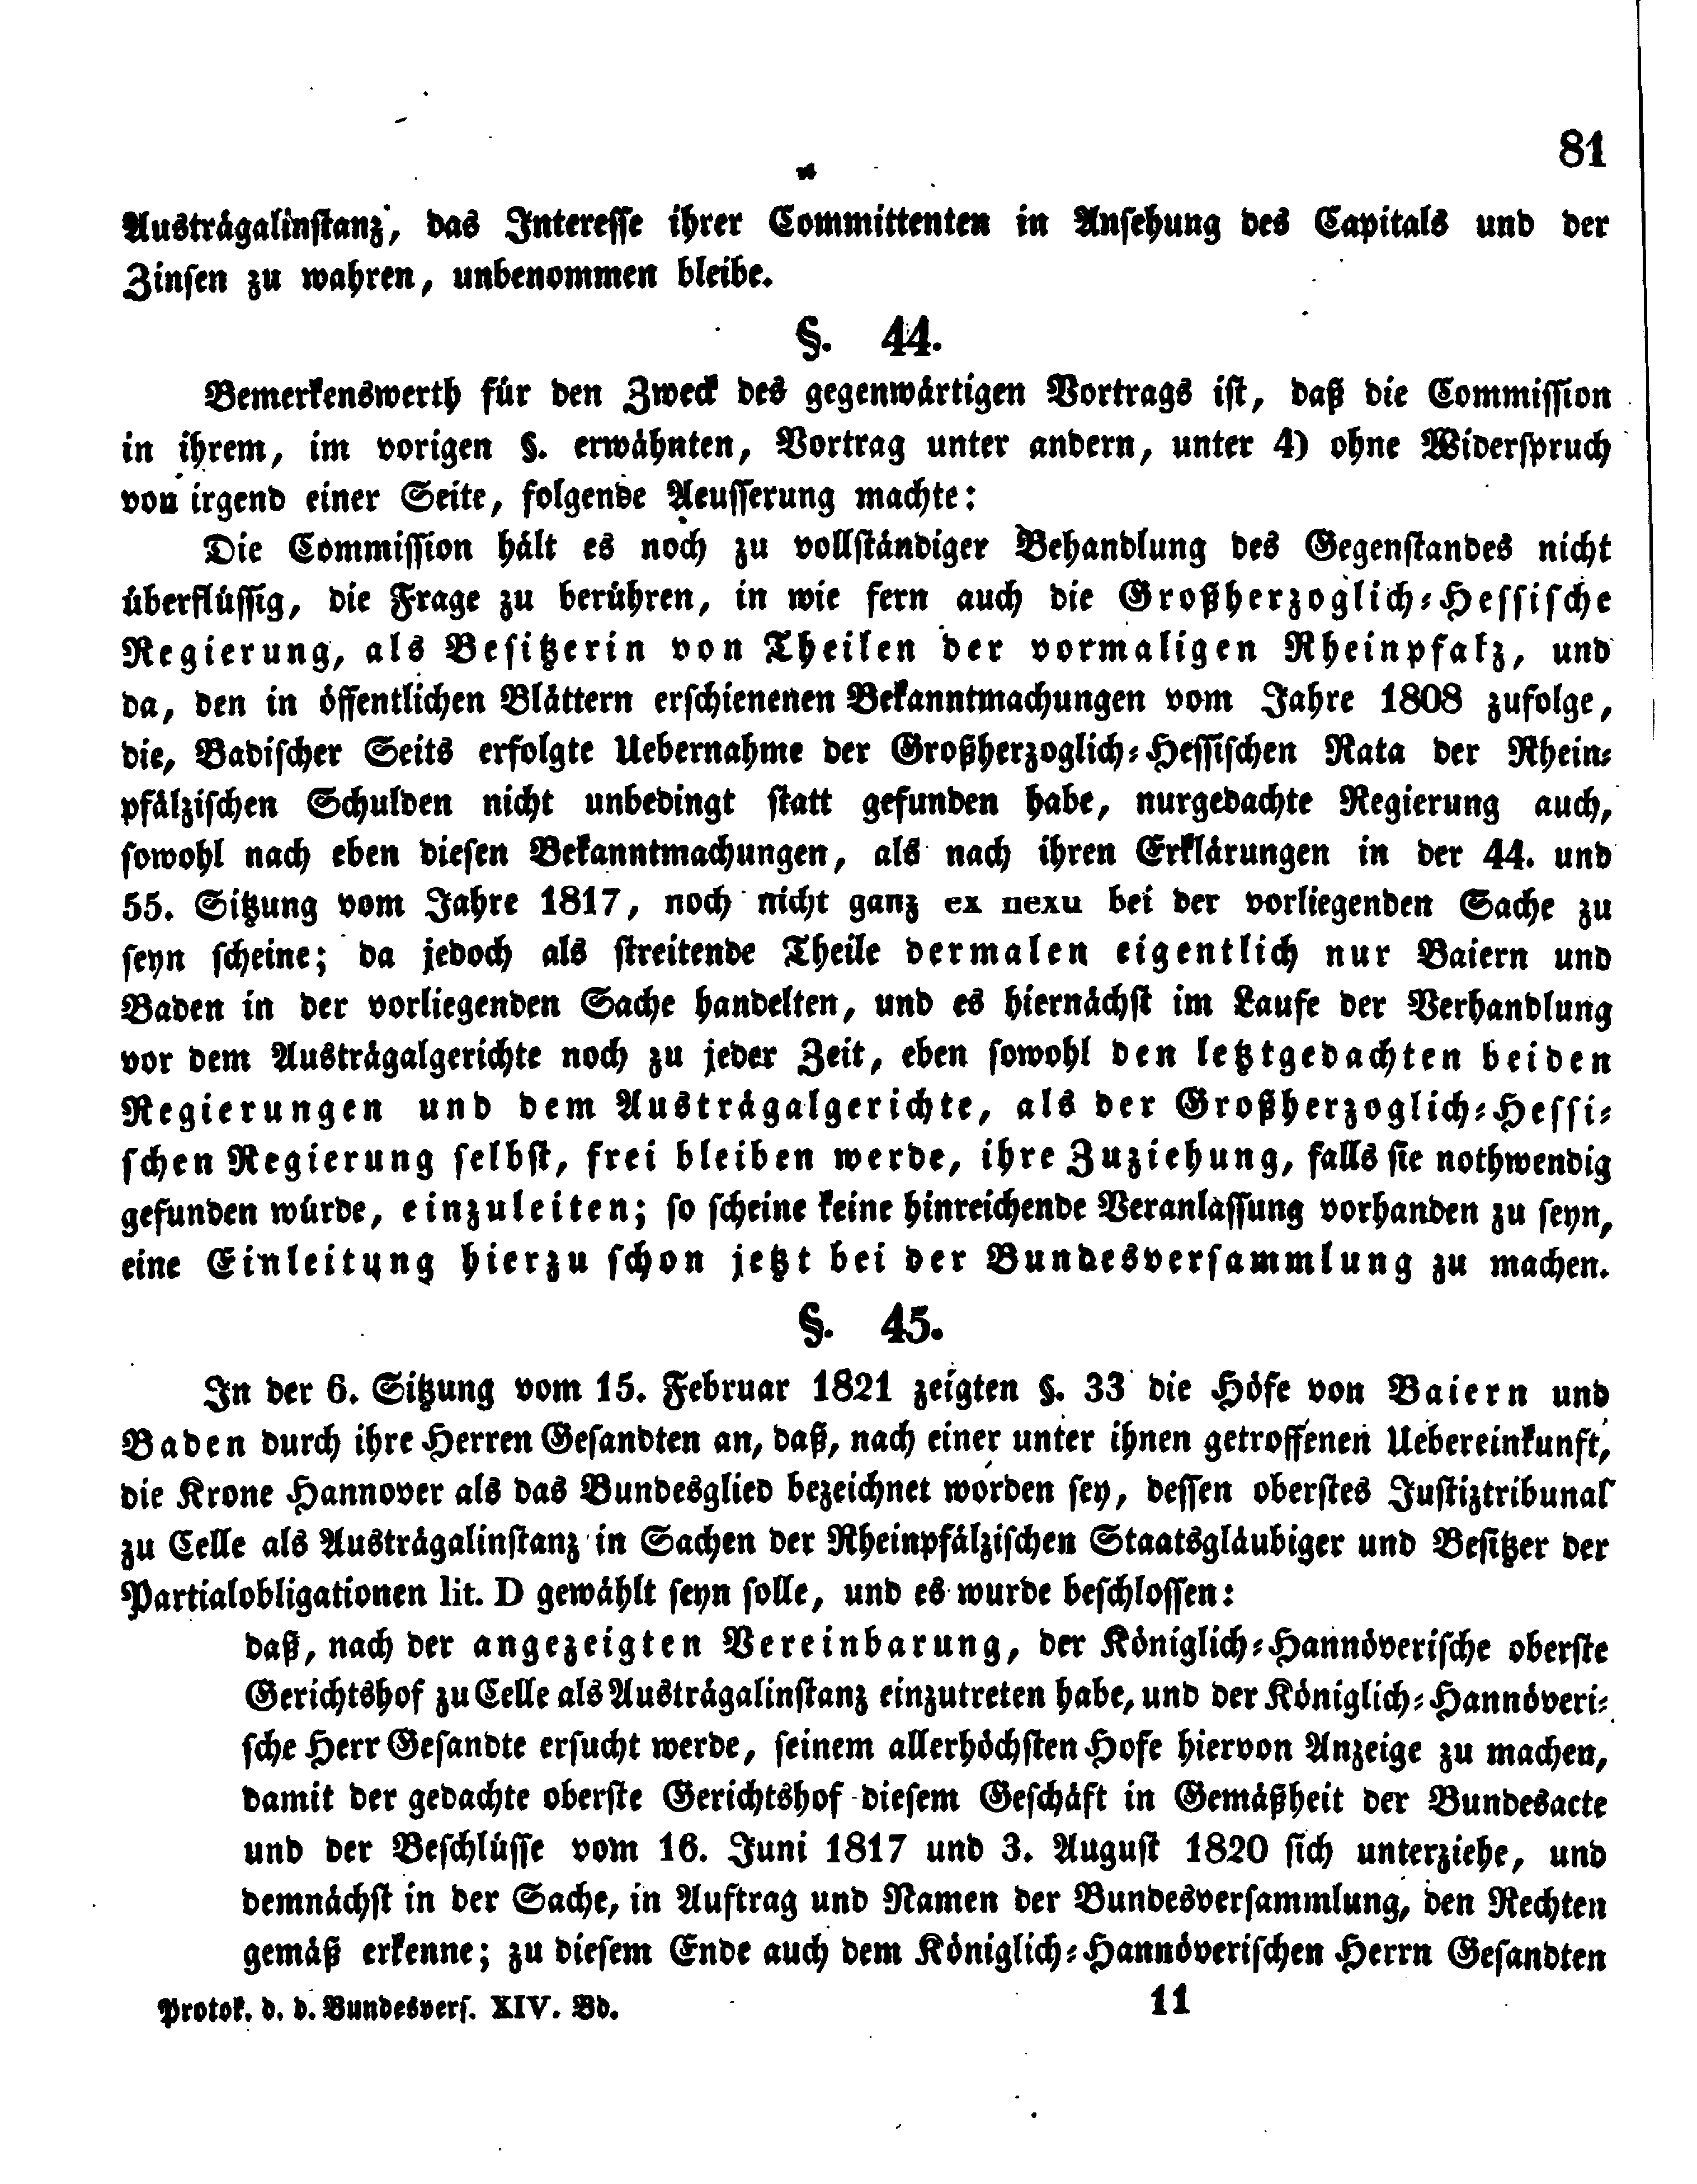 81
Austrägalinstanz, das Interesse ihrer Committenten in Ansehung des Capitals und der
Zinsen zu wahren, unbenommen bleibe.
§. 44.
Bemerkenswerth für den Zweck des gegenwärtigen Vortrags ist, daß die Commission
in ihrem, im vorigen §. erwähnten, Vortrag unter andern, unter 4) ohne Widerspruch
von irgend einer Seite, folgende Aeusserung machte:
Die Commission hält es noch zu vollständiger Behandlung des Gegenstandes nicht
überflüssig, die Frage zu berühren, in wie fern auch die Großherzoglich-Hessische
Regierung, als Besitzerin von Theilen der vormaligen Rheinpfalz, und
da, den in öffentlichen Blättern erschienenen Bekanntmachungen vom Jahre 1808 zufolge,
die, Badischer Seits erfolgte Uebernahme der Großherzoglich-Hessischen Rata der Rhein-
pfälzischen Schulden nicht unbedingt statt gefunden habe, nurgedachte Regierung auch,
sowohl nach eben diesen Bekanntmachungen, als nach ihren Erklärungen in der 44. und
55. Sitzung vom Jahre 1817, noch nicht ganz ex nexu bei der vorliegenden Sache zu
seyn scheine; da jedoch als streitende Theile dermalen eigentlich nur Baiern und
Baden in der vorliegenden Sache handelten, und es hiernächst im Laufe der Verhandlung
vor dem Austrägalgerichte noch zu jeder Zeit, eben sowohl den letztgedachten beiden
Regierungen und dem Austrägalgerichte, als der Großherzoglich-Hessi-
schen Regierung selbst, frei bleiben werde, ihre Zuziehung, falls sie nothwendig
gefunden würde, einzuleiten; so scheine keine hinreichende Veranlassung vorhanden zu seyn,
eine Einleitung hierzu schon jetzt bei der Bundesversammlung zu machen.
§. 45.
In der 6. Sitzung vom 15. Februar 1821 zeigten §. 33 die Höfe von Baiern und
Baden durch ihre Herren Gesandten an, daß, nach einer unter ihnen getroffenen Uebereinkunft,
die Krone Hannover als das Bundesglied bezeichnet worden sey, dessen oberstes Justiztribunal
zu Celle als Austrägalinstanz in Sachen der Rheinpfälzischen Staatsgläubiger und Besitzer der
Partialobligationen lit. D gewählt seyn solle, und es wurde beschlossen:
daß, nach der angezeigten Vereinbarung, der Königlich-Hannöverische oberste
Gerichtshof zu Celle als Austrägalinstanz einzutreten habe, und der Königlich-Hannöveri-
sche Herr Gesandte ersucht werde, seinem allerhöchsten Hofe hiervon Anzeige zu machen,
damit der gedachte oberste Gerichtshof diesem Geschäft in Gemäßheit der Bundesacte
und der Beschlüsse vom 16. Juni 1817 und 3. August 1820 sich unterziehe, und
demnächst in der Sache, in Auftrag und Namen der Bundesversammlung, den Rechten
gemäß erkenne; zu diesem Ende auch dem Königlich-Hannöverischen Herrn Gesandten
Protok. d. d. Bundesvers. XIV. Bd. 11